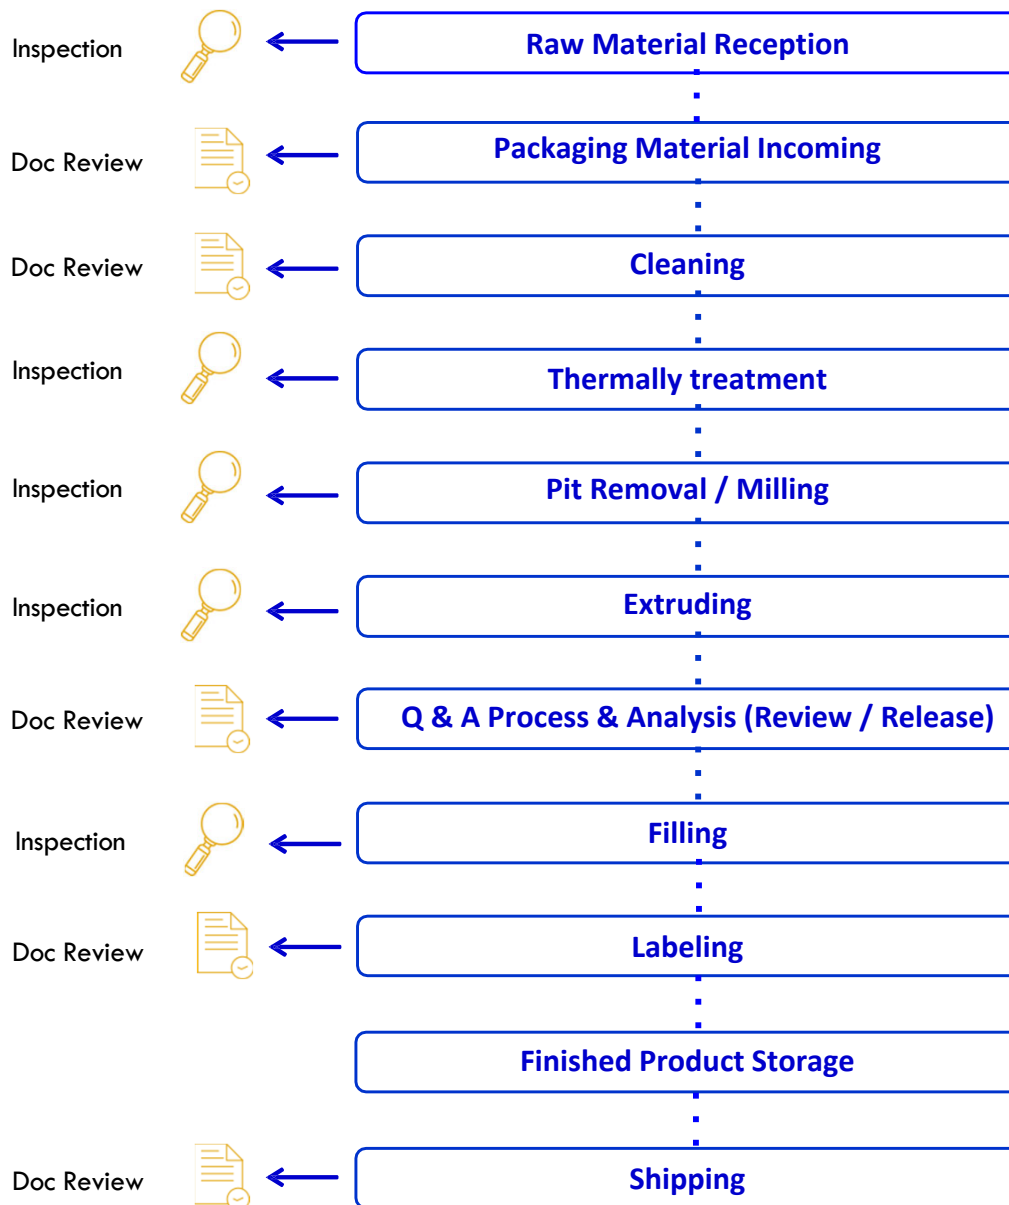 Inspection
Raw Material Reception
Doc Review
Packaging Material Incoming
Doc Review
Cleaning
Inspection
Thermally treatment
Inspection
Pit Removal / Milling
Inspection
Extruding
Doc Review
Q & A Process & Analysis (Review / Release)
Inspection
Filling
Doc Review
Labeling
Finished Product Storage
Doc Review
Shipping